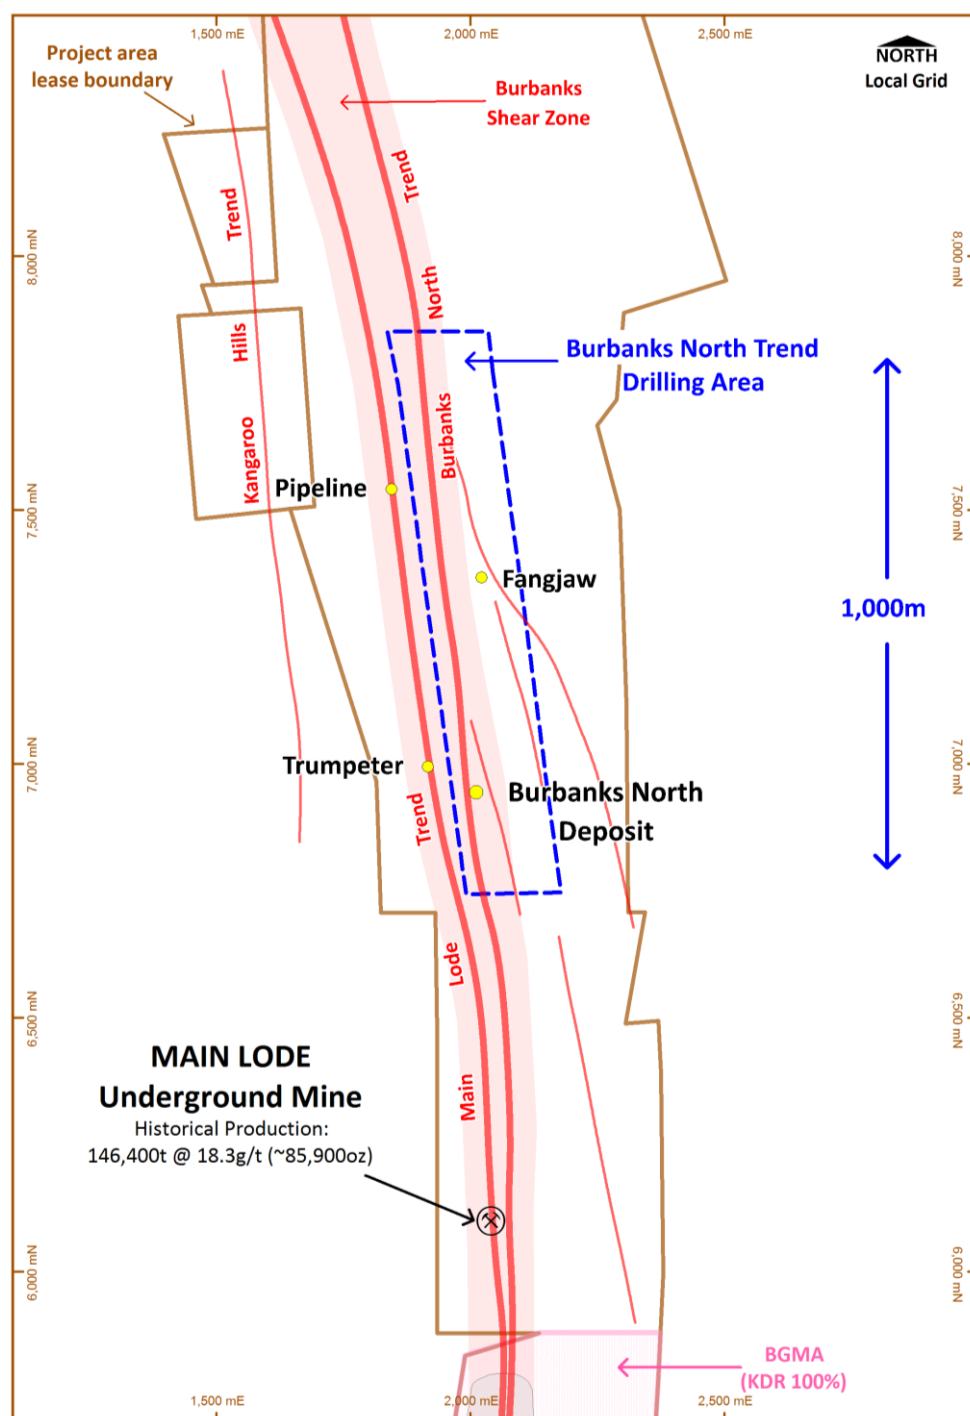 1,500 mE
2,000 mE
2,500 mE
NORTH
Local Grid
Project area
lease boundary
Burbanks
Shear Zone
Trend
Trend
8,000 mN
8,000 mN
North
Hills
Burbanks North Trend
Drilling Area
Burbanks
Kangaroo
Pipeline
7,500 mN
7,500 mN
Fangjaw
1,000m
7,000 mN
7,000 mN
Trumpeter
Burbanks North
Deposit
Trend
Lode
6,500 mN
6,500 mN
MAIN LODE
Underground Mine
Historical Production:
146,400t @ 18.3g/t (~85,900oz)
Main
6,000 mN
6,000 mN
BGMA
(KDR 100%)
1,500 mE
2,000 mE
2,500 mE